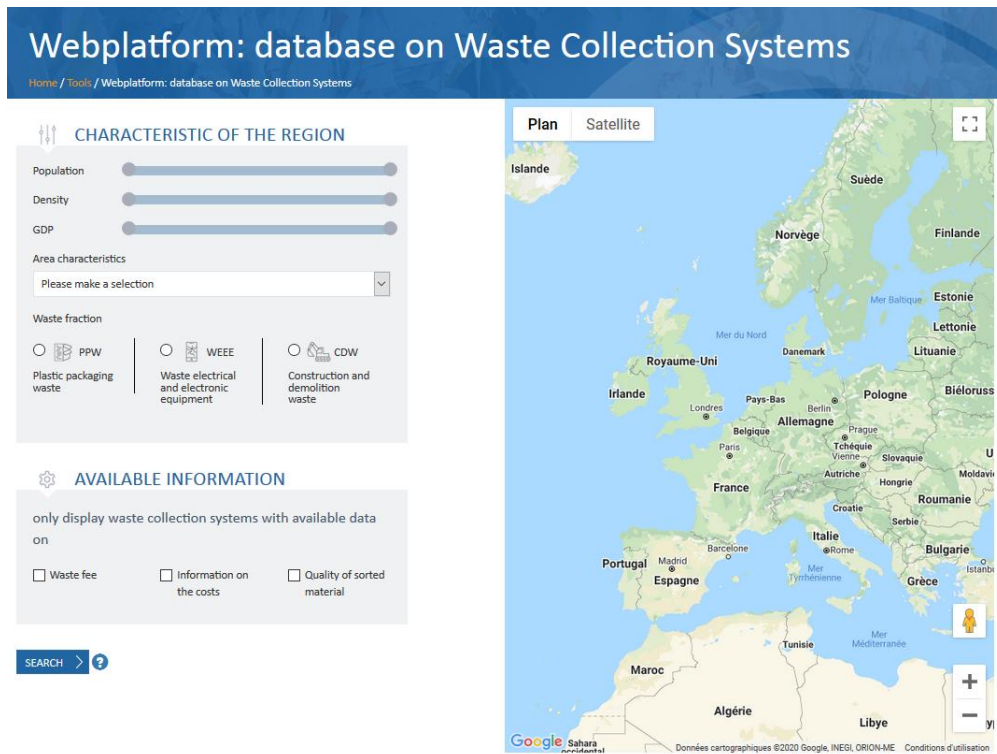 Webplatform: database on Waste Collection Systems
Home / Tools / Webplatform: database on Waste Collection Systems
CHARACTERISTIC OF THE REGION
Population
Density
GDP
Area characteristics
Please make a selection
Waste fraction
PPW
Plastic packaging
waste
WEEE
Waste electrical
and electronic
equipment
CDW
Construction and
demolition
waste
AVAILABLE INFORMATION
only display waste collection systems with available data
on
Waste fee
Information on
the costs
Quality of sorted
material
SEARCH
?
Plan
Satellite
Islande
Suède
Norvège
Finlande
Mer Baltique
Estonie
Lettonie
Mer du Nord
Danemark
Lituanie
Royaume-Uni
Irlande
Biéloruss
Pays-Bas
Berlin
Pologne
Londres
Allemagne
Belgique
Prague
Paris
Tchéquie
Vienne
Slovaquie
U
Autriche
Moldavi
Hongrie
France
Roumanie
Croatie
Serbie
Italie
Barcelone
Rome
Bulgarie
Portugal
Madrid
Istanbu
Mer
Tyrrhénienne
Espagne
Grèce
Mer
Méditerranée
Tunisie
Maroc
Algérie
Libye
Google
Sahara
occidental
Données cartographiques ©2020 Google, INEGI, ORION-ME
Conditions d'utilisation